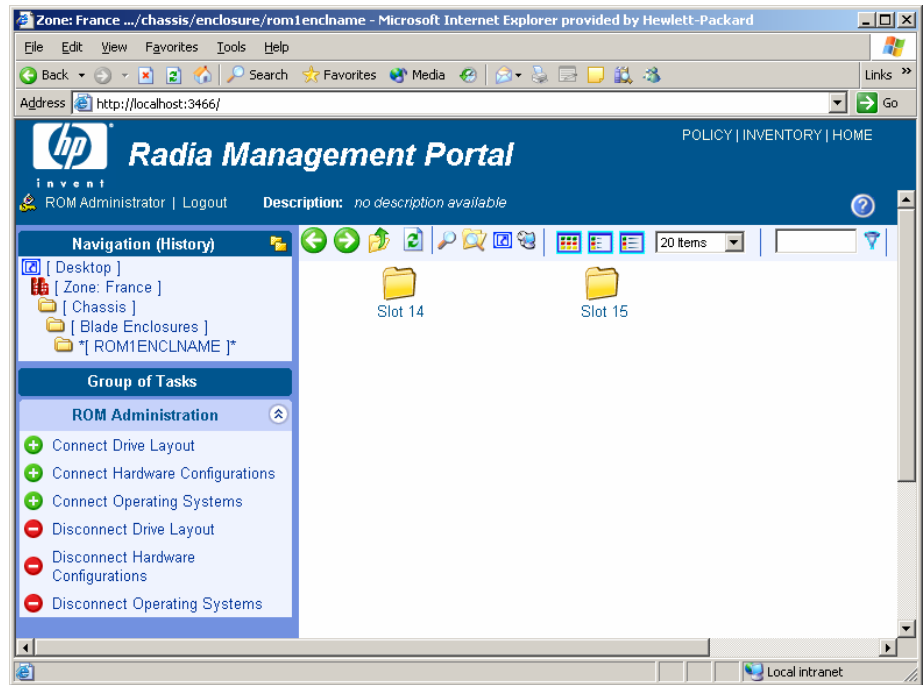 Zone: France .../chassis/enclosure/rom1enclname - Microsoft Internet Explorer provided by Hewlett-Packard
File Edit View Favorites Tools Help
Back Search Favorites Media Links »
Address http://localhost:3466/ Go
hp
invent
Radia Management Portal
POLICY | INVENTORY | HOME
ROM Administrator | Logout Description: no description available
Navigation (History)
[ Desktop ]
[ Zone: France ]
[ Chassis ]
[ Blade Enclosures ]
*[ ROM1ENCLNAME ]*
Group of Tasks
ROM Administration
Connect Drive Layout
Connect Hardware Configurations
Connect Operating Systems
Disconnect Drive Layout
Disconnect Hardware
Configurations
Disconnect Operating Systems
20 Items
Slot 14
Slot 15
Local intranet